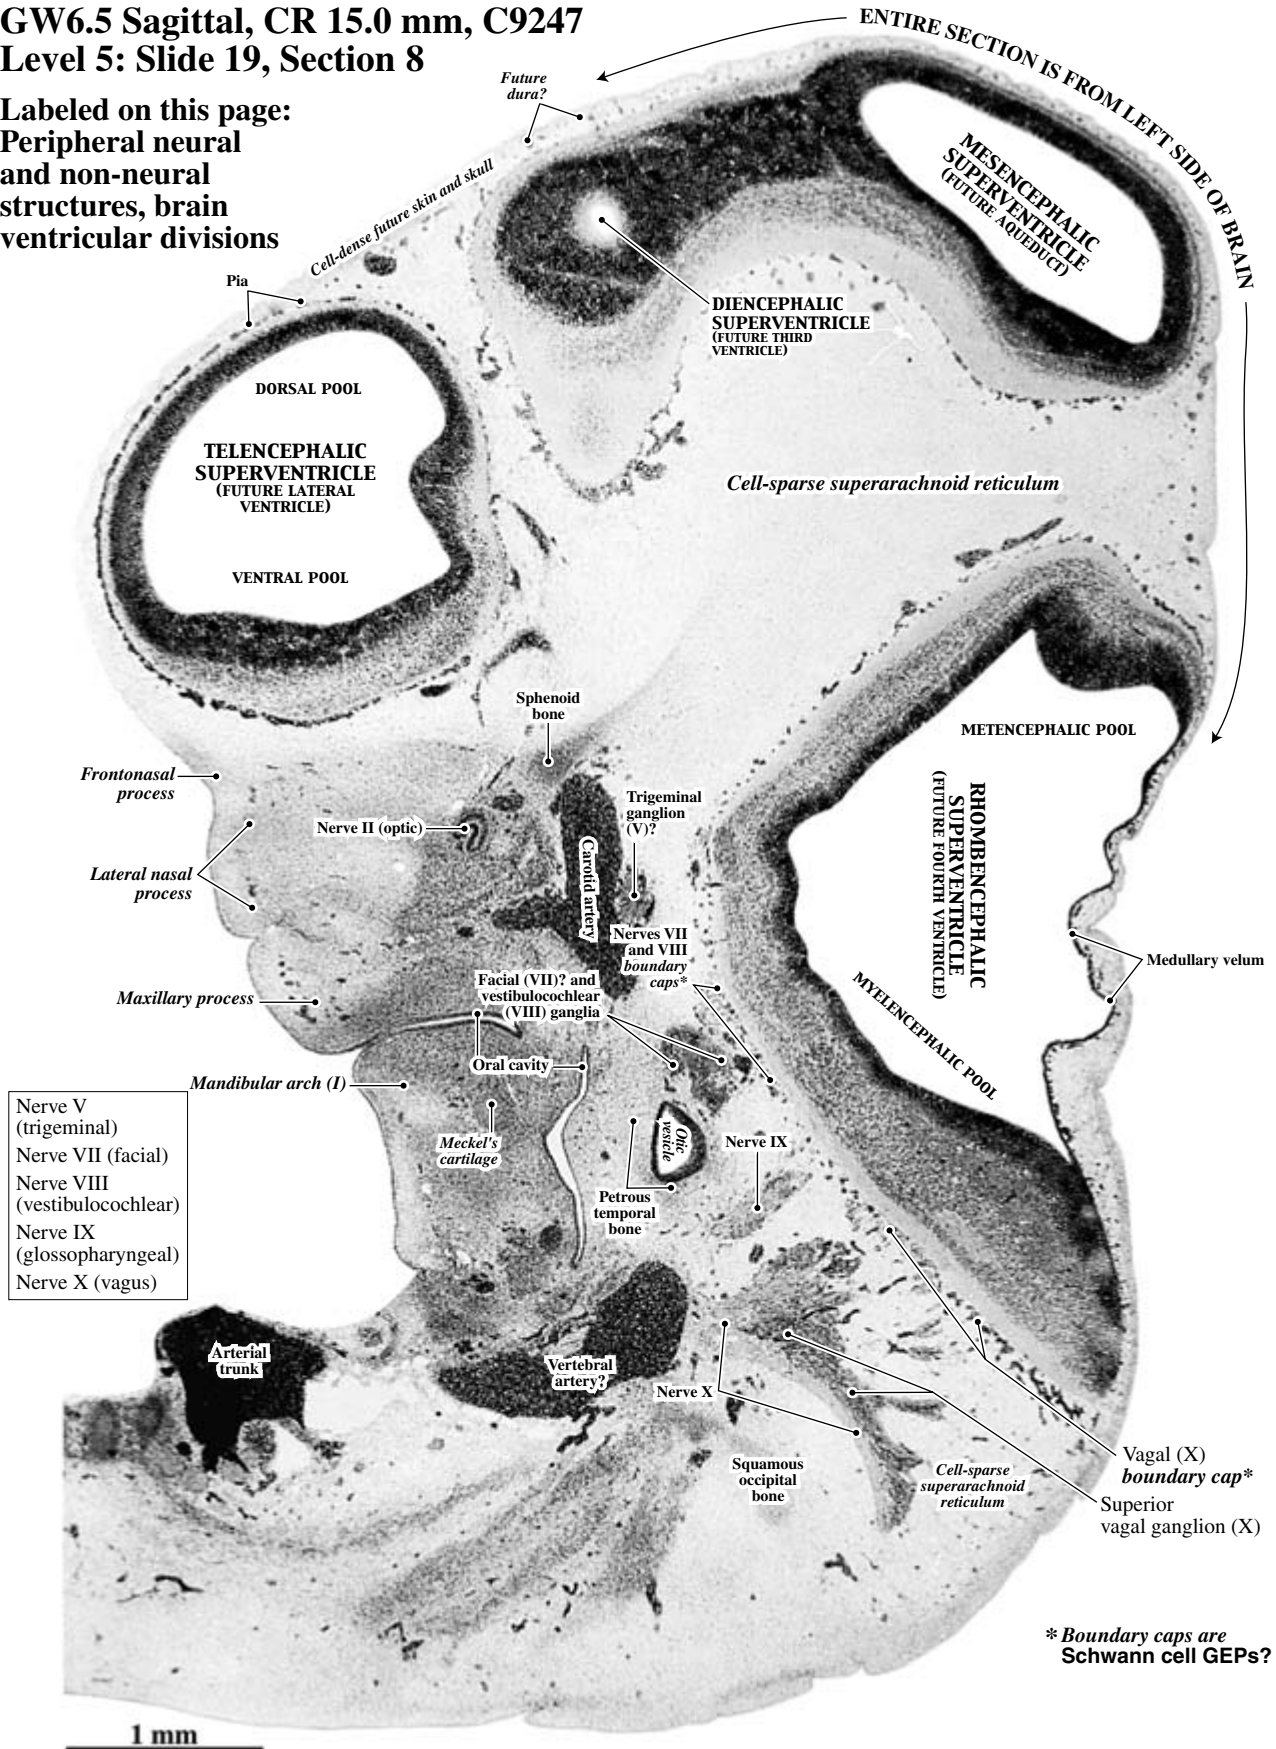 GW6.5 Sagittal, CR 15.0 mm, C9247
Level 5: Slide 19, Section 8
Labeled on this page:
Peripheral neural
and non-neural
structures, brain
ventricular divisions
ENTIRE SECTION IS FROM LEFT SIDE OF BRAIN
Future
dura?
Cell-dense future skin and skull
Pia
MESENCEPHALIC
SUPERVENTRICLE
(FUTURE AQUEDUCT)
DIENCEPHALIC
SUPERVENTRICLE
(FUTURE THIRD
VENTRICLE)
DORSAL POOL
TELENCEPHALIC
SUPERVENTRICLE
(FUTURE LATERAL
VENTRICLE)
VENTRAL POOL
Cell-sparse superarachnoid reticulum
Sphenoid
bone
METENCEPHALIC POOL
RHOMBENCEPHALIC
SUPERVENTRICLE
(FUTURE FOURTH VENTRICLE)
MYELENCEPHALIC POOL
Frontonasal
process
Nerve II (optic)
Trigeminal
ganglion
(V)?
Carotid artery
Lateral nasal
process
Nerves VII
and VIII
boundary
caps*
Medullary velum
Maxillary process
Facial (VII)? and
vestibulocochlear
(VIII) ganglia
Oral cavity
Mandibular arch (I)
Meckel's
cartilage
Otic
vesicle
Nerve IX
Petrous
temporal
bone
Nerve V
(trigeminal)
Nerve VII (facial)
Nerve VIII
(vestibulocochlear)
Nerve IX
(glossopharyngeal)
Nerve X (vagus)
Arterial
trunk
Vertebral
artery?
Nerve X
Squamous
occipital
bone
Cell-sparse
superarachnoid
reticulum
Vagal (X)
boundary cap*
Superior
vagal ganglion (X)
* Boundary caps are
Schwann cell GEPs?
1 mm